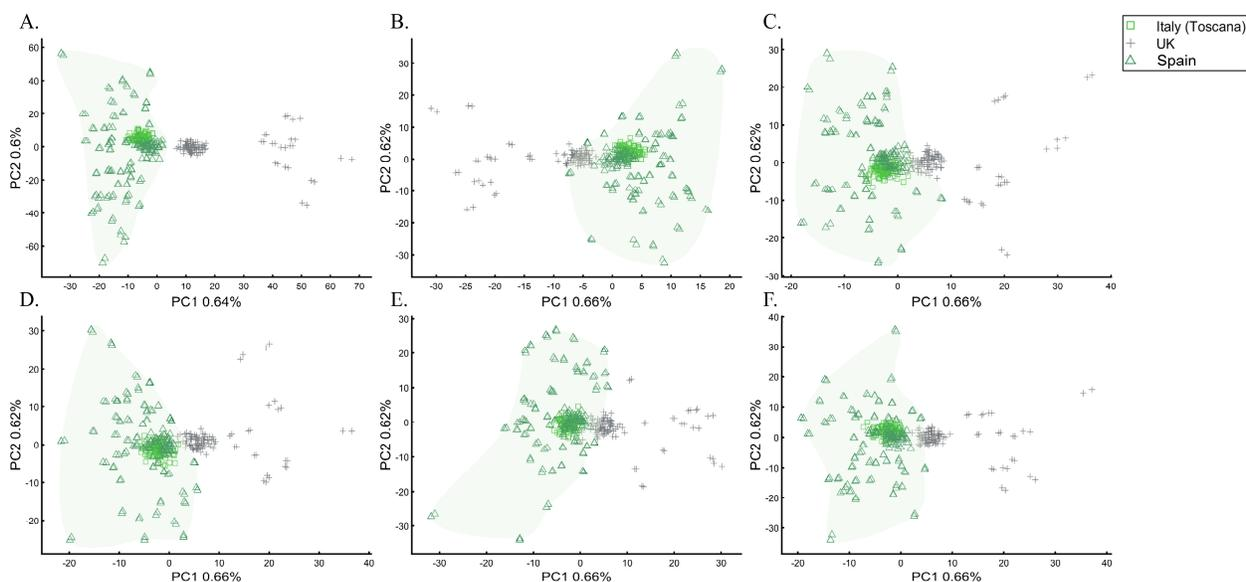 A.
B.
C.
Italy (Toscana)
UK
Spain
60
40
20
0
-20
-40
-60
PC2 0.6%
-30 -20 -10 0 10 20 30 40 50 60 70
PC1 0.64%
30
20
10
0
-10
-20
-30
PC2 0.62%
-30 -25 -20 -15 -10 -5 0 5 10 15 20
PC1 0.66%
30
20
10
0
-10
-20
-30
PC2 0.62%
-20 -10 0 10 20 30 40
PC1 0.66%
D.
E.
F.
30
20
10
0
-10
-20
PC2 0.62%
-20 -10 0 10 20 30 40
PC1 0.66%
30
20
10
0
-10
-20
-30
PC2 0.62%
-30 -20 -10 0 10 20 30
PC1 0.66%
40
30
20
10
0
-10
-20
-30
PC2 0.62%
-20 -10 0 10 20 30 40
PC1 0.66%